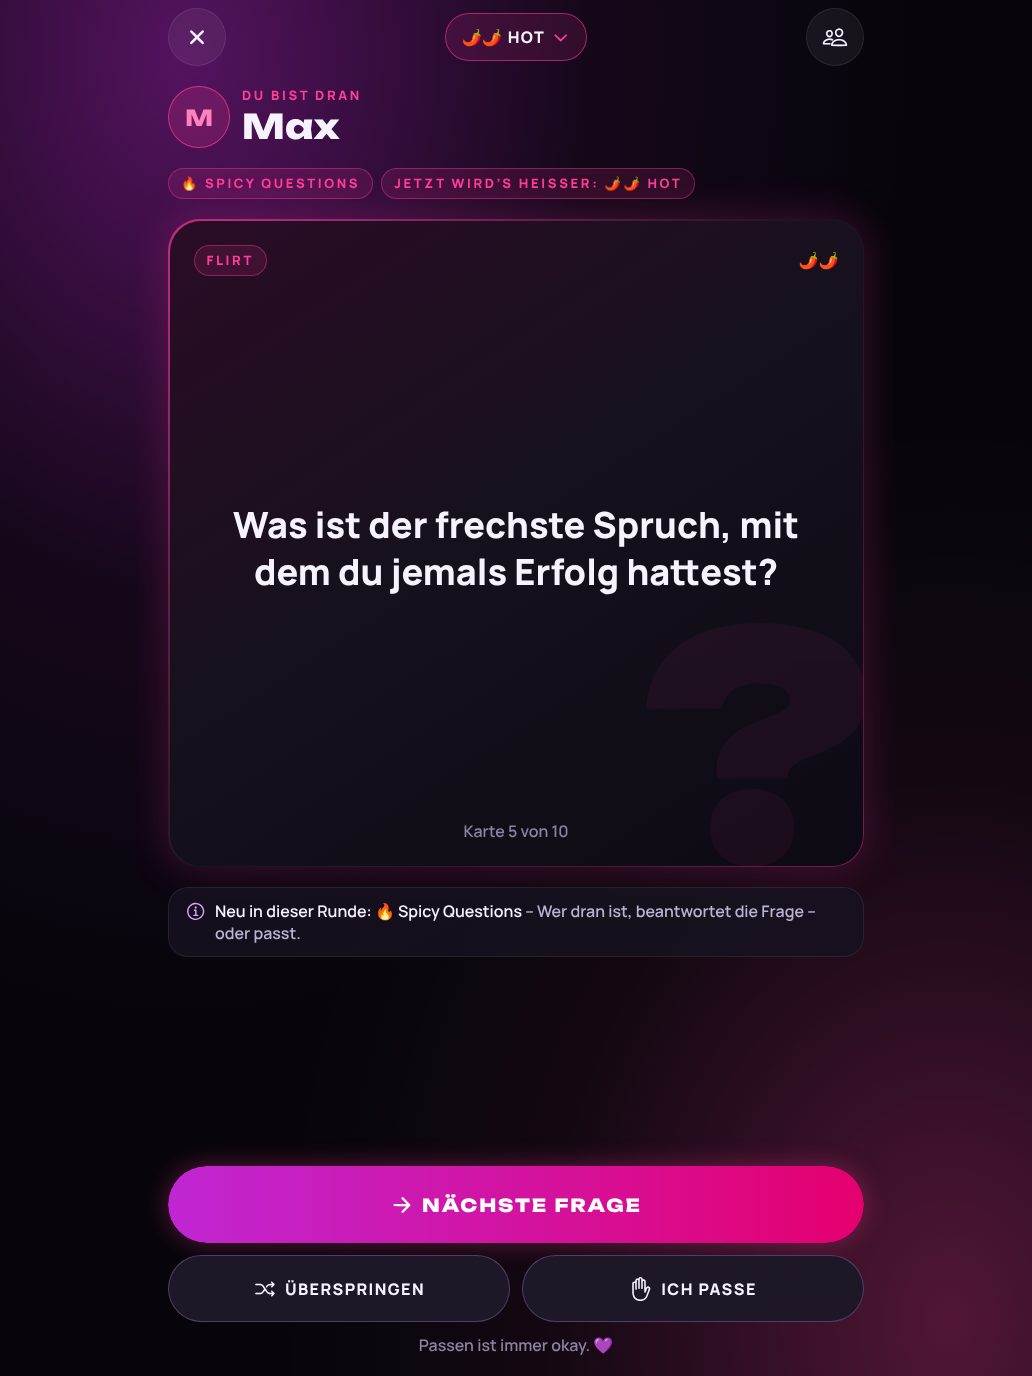 🌶️🌶️ HOT
M
DU BIST DRAN
Max
🔥 SPICY QUESTIONS
JETZT WIRD'S HEISSER: 🌶️🌶️ HOT
FLIRT
🌶️🌶️
Was ist der frechste Spruch, mit
dem du jemals Erfolg hattest?
?
Karte 5 von 10
Neu in dieser Runde: 🔥 Spicy Questions – Wer dran ist, beantwortet die Frage –
oder passt.
→ NÄCHSTE FRAGE
ÜBERSPRINGEN
ICH PASSE
Passen ist immer okay. 💜